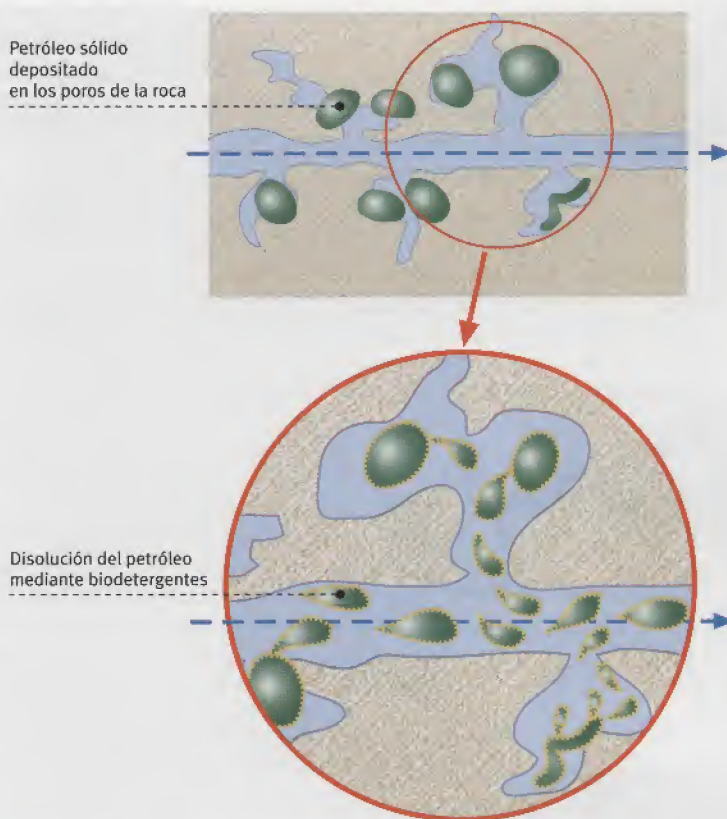 Petróleo sólido
depositado
en los poros de la roca
Disolución del petróleo
mediante biodetergentes